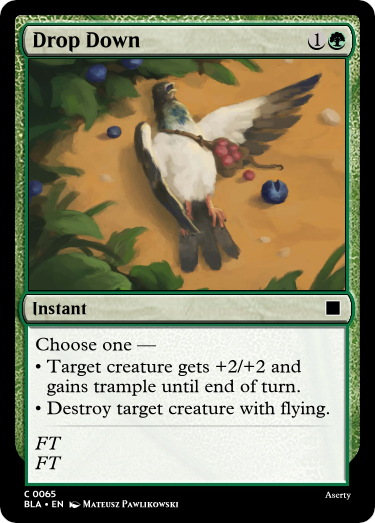 Drop Down 1
Instant
Choose one —
• Target creature gets +2/+2 and
gains trample until end of turn.
• Destroy target creature with flying.
FT
FT
C 0065
BLA • EN Mateus Pawlikowski
Aserty